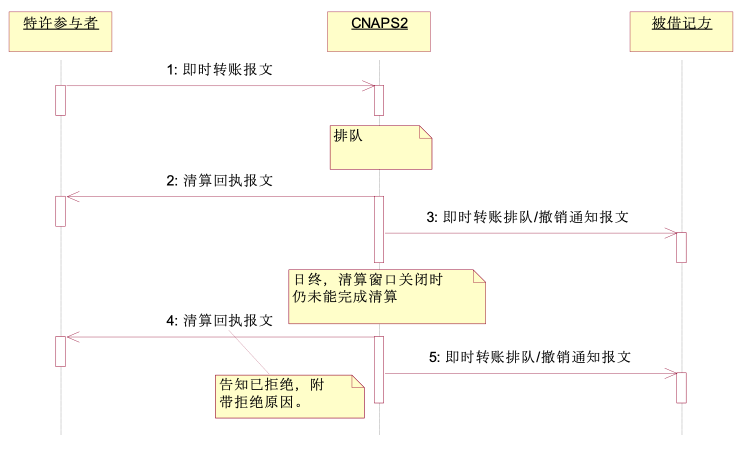 特许参与者
CNAPS2
被借记方
1: 即时转账报文
排队
2: 清算回执报文
3: 即时转账排队/撤销通知报文
日终，清算窗口关闭时
仍未能完成清算
4: 清算回执报文
5: 即时转账排队/撤销通知报文
告知已拒绝，附
带拒绝原因。